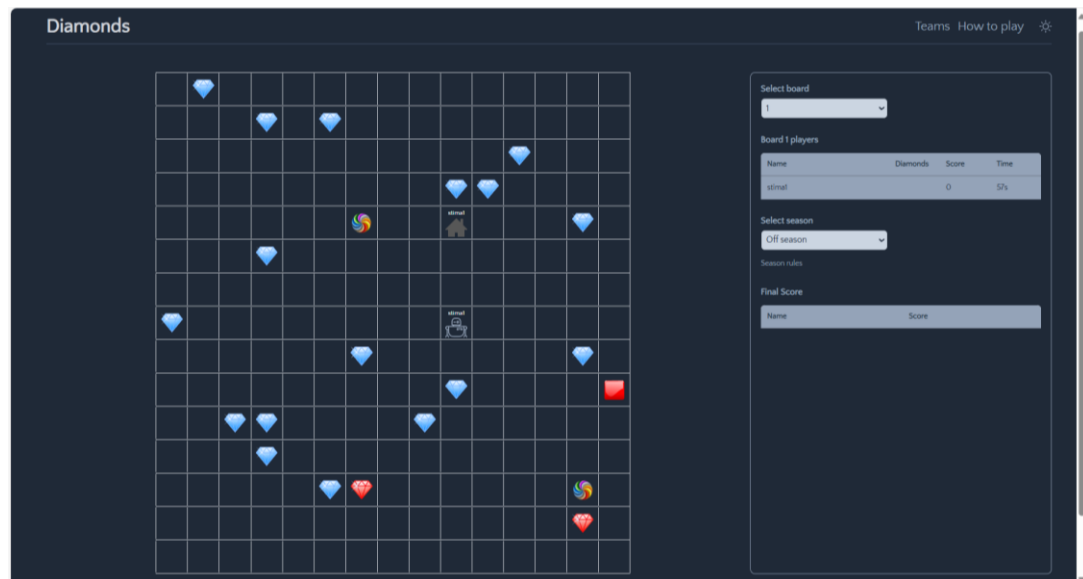 Diamonds
Teams How to play
Select board
1
Board 1 players
Name Diamonds Score Time
stimal 0 57s
Select season
Off season
Season rules
Final Score
Name Score
stimal
stimal